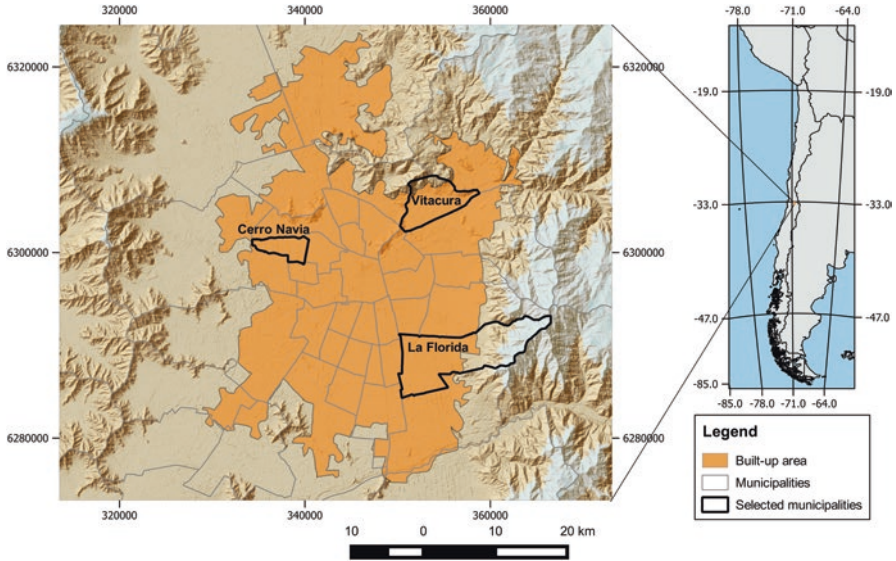 320000 340000 360000
-78.0 -71.0 -64.0
6320000 6320000
-19.0 -19.0
Vitacura
-33.0 -33.0
Cerro Navia
6300000 6300000
-47.0 -47.0
La Florida
-85.0
-85.0 -78.0 -71.0 -64.0
6280000 6280000
Legend
Built-up area
Municipalities
Selected municipalities
320000 340000 360000
10 0 10 20 km